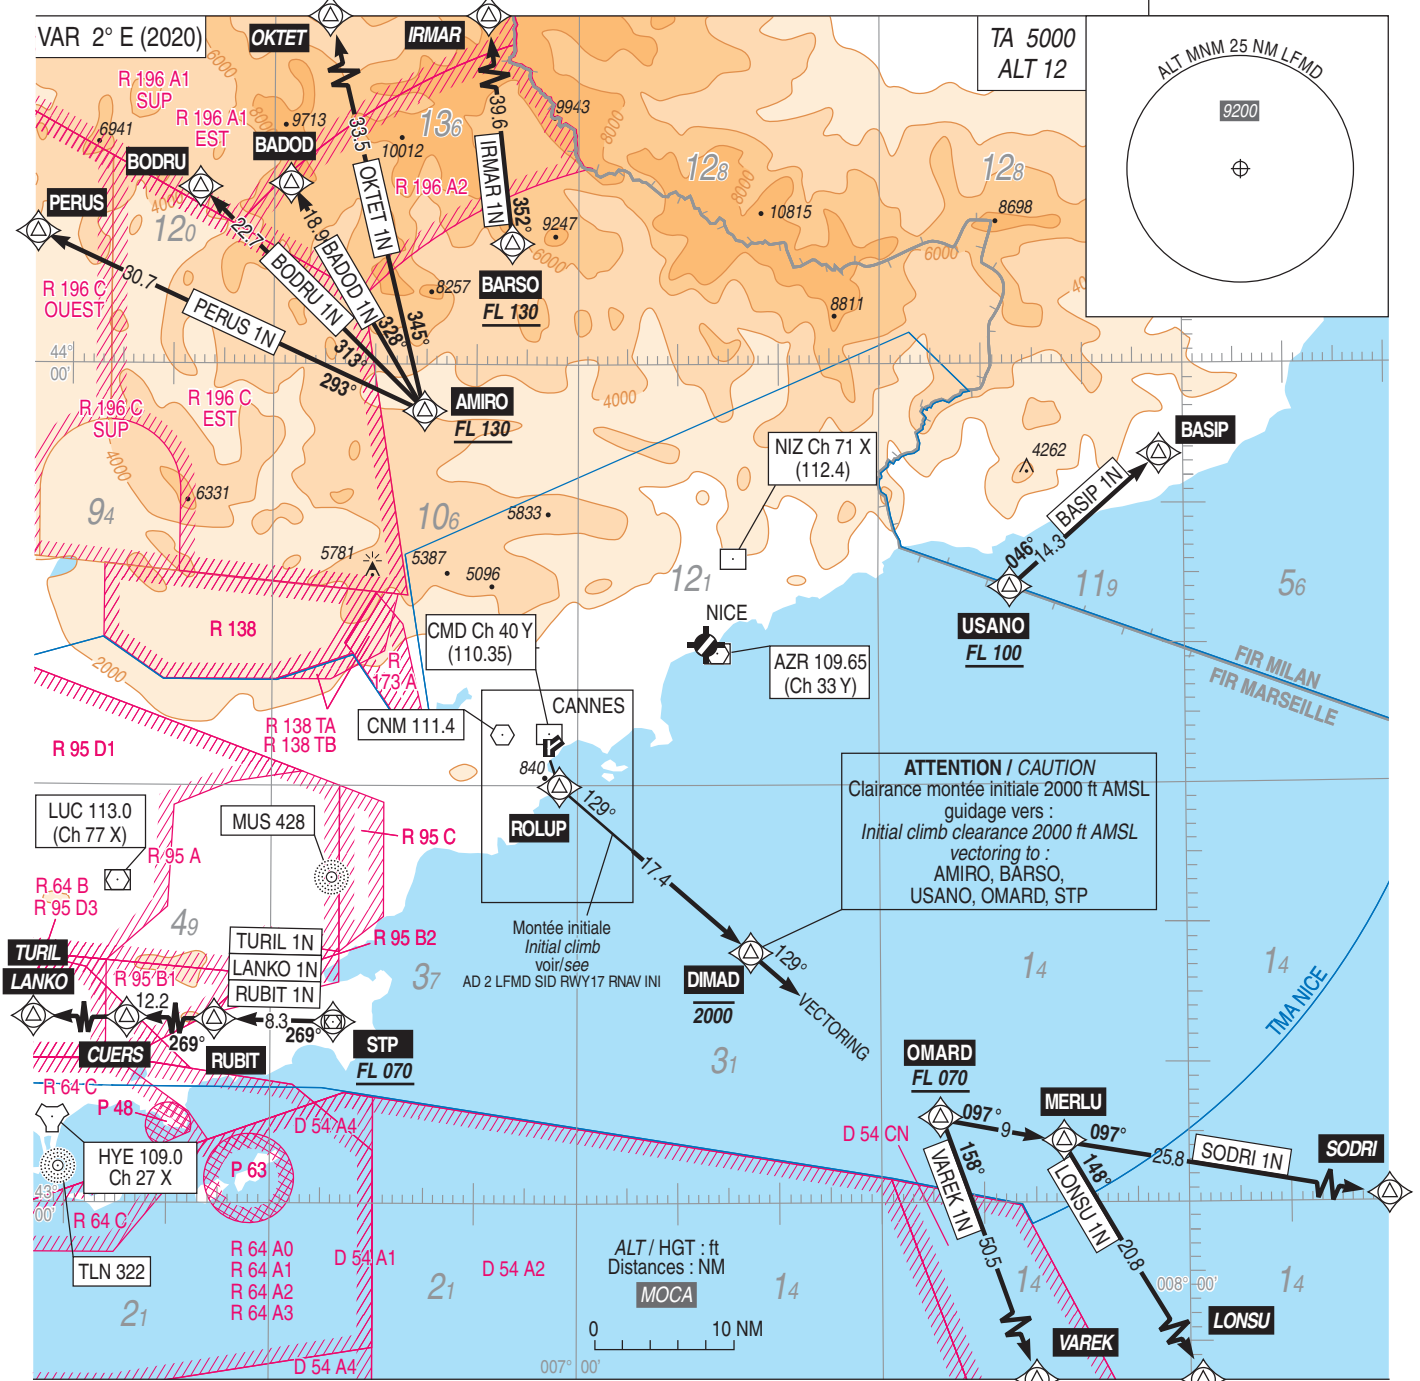 VAR 2° E (2020)
OKTET
IRMAR
TA 5000
ALT 12
ALT MNM 25 NM LFMD
9200
R 196 A1
SUP
R 196 A1
EST
6000
8000
6941
9713
BADOD
10012
136
9943
8000
33.5
39.6
IRMAR 1N
352°
BODRU
PERUS
4000
120
R 196 A2
OKTET 1N
128
8000
10815
128
8698
6000
9247
6000
22.7
18.9
BADOD 1N
BODRU 1N
30.7
PERUS 1N
R 196 C
OUEST
8257
BARSO
FL 130
8811
40
345°
328°
313°
293°
44°
00'
AMIRO
FL 130
4000
R 196 C
EST
R 196 C
SUP
4000
6331
94
106
NIZ Ch 71 X
(112.4)
BASIP
4262
BASIP 1N
14.3
046°
5833
5781
5387
5096
121
119
56
R 138
NICE
USANO
FL 100
CMD Ch 40 Y
(110.35)
AZR 109.65
(Ch 33 Y)
FIR MILAN
FIR MARSEILLE
2000
R
173 A
R 138 TA
R 138 TB
CNM 111.4
CANNES
R 95 D1
840
129°
ROLUP
17.4
ATTENTION / CAUTION
Clairance montée initiale 2000 ft AMSL
guidage vers :
Initial climb clearance 2000 ft AMSL
vectoring to :
AMIRO, BARSO,
USANO, OMARD, STP
LUC 113.0
(Ch 77 X)
MUS 428
R 95 C
R 95 A
R 64 B
R 95 D3
49
TURIL
LANKO
TURIL 1N
LANKO 1N
RUBIT 1N
R 95 B2
R 95 B1
37
Montée initiale
Initial climb
voir/see
AD 2 LFMD SID RWY17 RNAV INI
DIMAD
2000
129°
VECTORING
14
14
TMA NICE
12.2
8.3
269°
269°
CUERS
RUBIT
STP
FL 070
31
OMARD
FL 070
R 64 C
P 48
D 54 A4
097°
9
MERLU
097°
D 54 CN
25.8
SODRI 1N
SODRI
HYE 109.0
Ch 27 X
P 63
158°
VAREK 1N
148°
LONSU 1N
43°
00'
R 64 C
TLN 322
R 64 A0
R 64 A1
R 64 A2
R 64 A3
D 54 A1
D 54 A2
ALT / HGT : ft
Distances : NM
MOCA
50.5
20.8
008° 00'
21
21
14
14
14
0
10 NM
LONSU
VAREK
D 54 A4
007° 00'